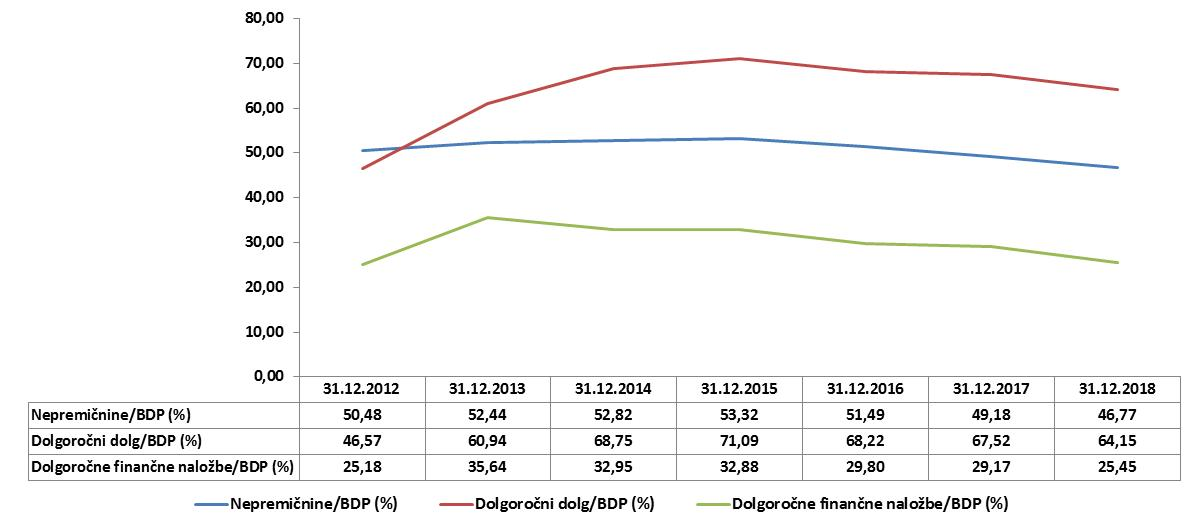 80,00
70,00
60,00
50,00
40,00
30,00
20,00
10,00
0,00
31.12.2012 31.12.2013 31.12.2014 31.12.2015 31.12.2016 31.12.2017 31.12.2018
Nepremičnine/BDP (%) 50,48 52,44 52,82 53,32 51,49 49,18 46,77
Dolgoročni dolg/BDP (%) 46,57 60,94 68,75 71,09 68,22 67,52 64,15
Dolgoročne finančne naložbe/BDP (%) 25,18 35,64 32,95 32,88 29,80 29,17 25,45
Nepremičnine/BDP (%) Dolgoročni dolg/BDP (%) Dolgoročne finančne naložbe/BDP (%)